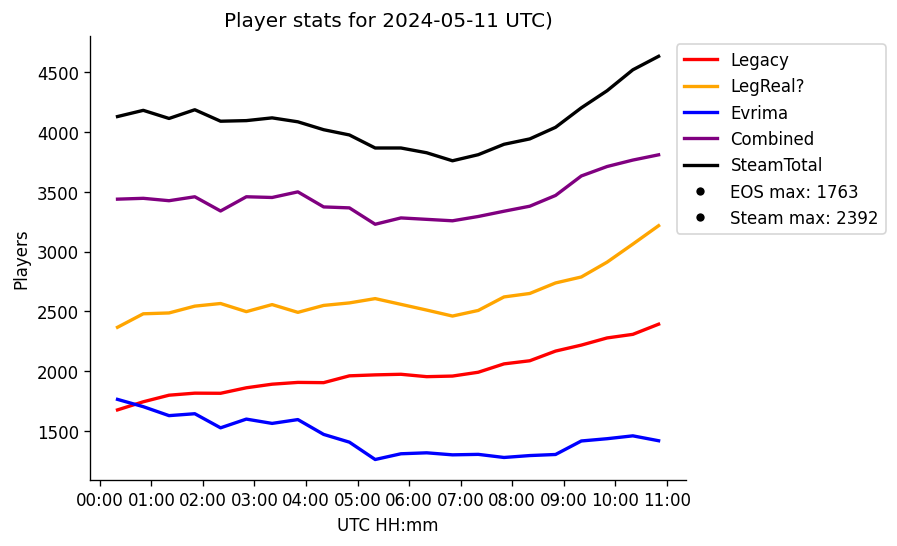 Player stats for 2024-05-11 UTC)
4500
4000
3500
3000
2500
2000
1500
Players
00:00 01:00 02:00 03:00 04:00 05:00 06:00 07:00 08:00 09:00 10:00 11:00
UTC HH:mm
Legacy
LegReal?
Evrima
Combined
SteamTotal
EOS max: 1763
Steam max: 2392